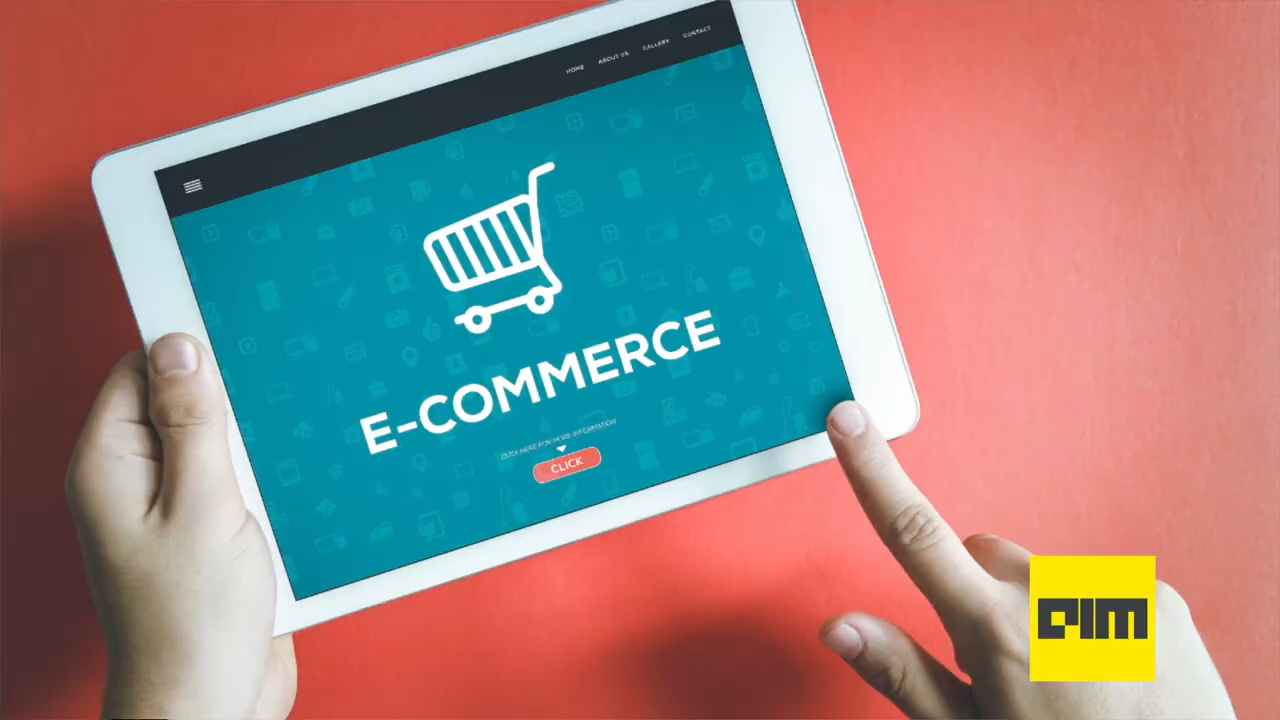 HOME ABOUT US GALLERY CONTACT
E-COMMERCE
CLICK HERE FOR MORE INFORMATION
CLICK
AIM